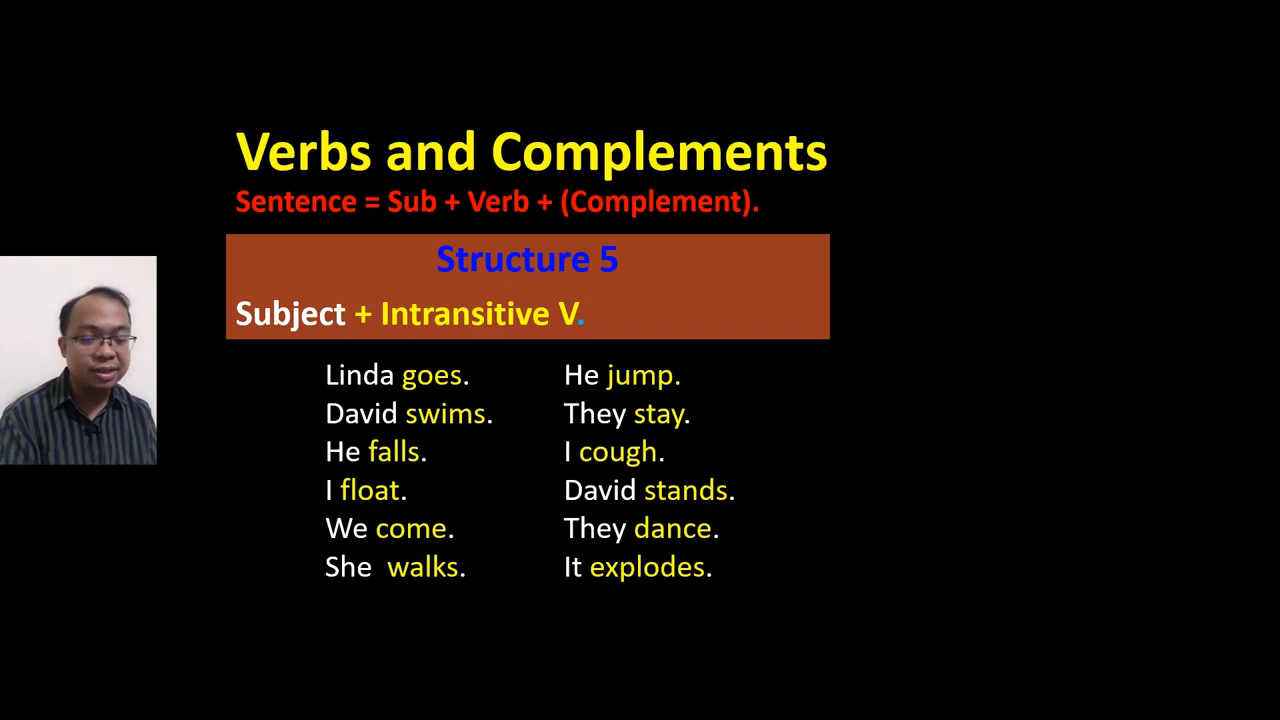 Verbs and Complements
Sentence = Sub + Verb + (Complement).
Structure 5
Subject + Intransitive V.
Linda goes.
David swims.
He falls.
I float.
We come.
She walks.
He jump.
They stay.
I cough.
David stands.
They dance.
It explodes.